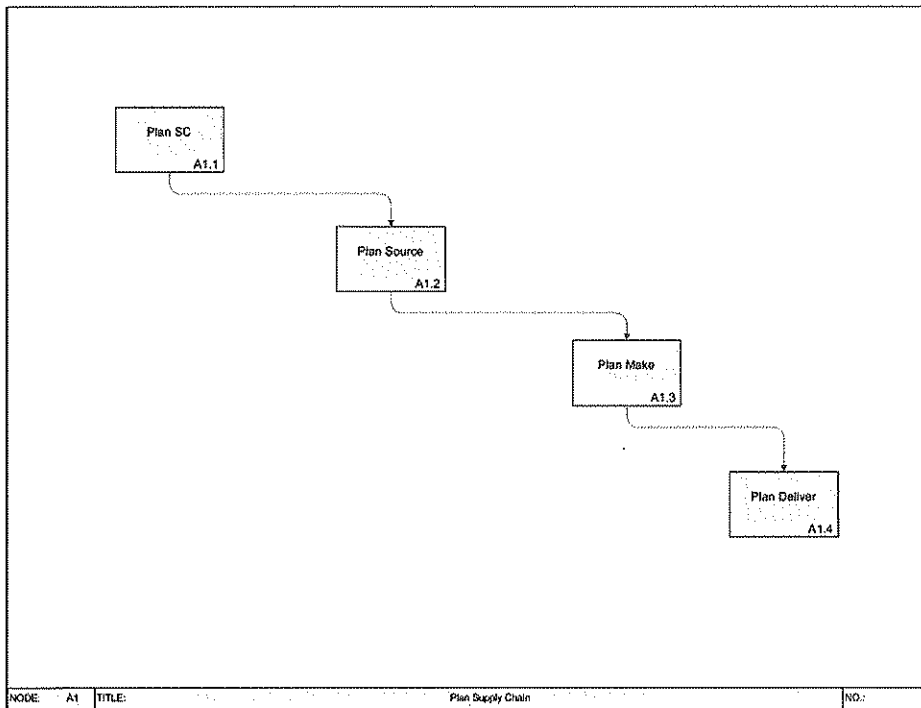 Plan SC
A1.1
Plan Source
A1.2
Plan Make
A1.3
Plan Deliver
A1.4
NODE: A1 TITLE: Plan Supply Chain NO.: